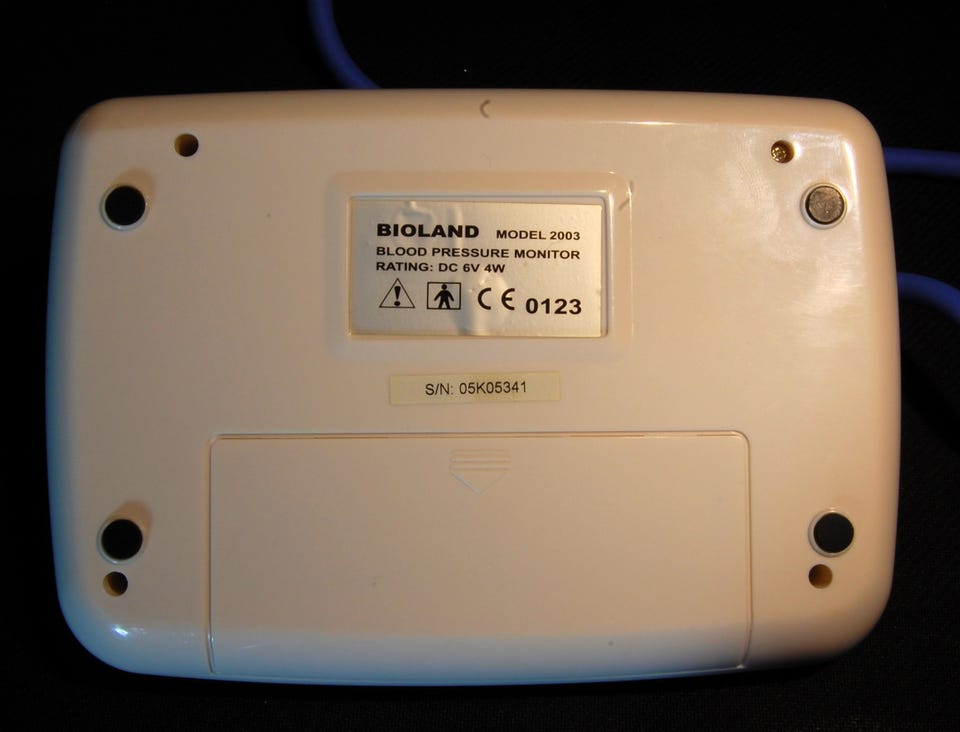 BIOLAND MODEL 2003
BLOOD PRESSURE MONITOR
RATING: DC 6V 4W
CE 0123
S/N: 05K05341